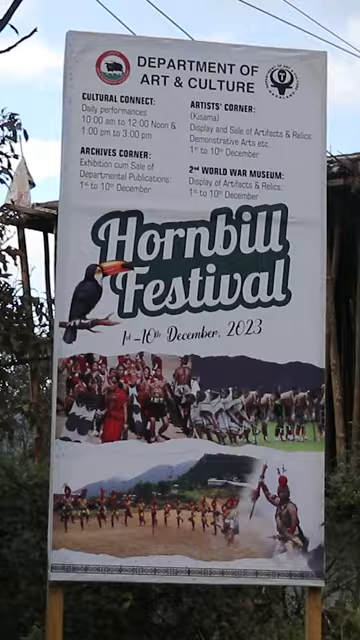 DEPARTMENT OF
ART & CULTURE
CULTURAL CONNECT:
Daily performances
10:00 am to 12:00 Noon &
1:00 pm to 3:00 pm
ARTISTS' CORNER:
(Kisama)
Display and Sale of Artifacts & Relics
Demonstrative Arts etc.
1st to 10th December
ARCHIVES CORNER:
Exhibition cum Sale of
Departmental Publications:
1st to 10th December
2nd WORLD WAR MUSEUM:
Display of Artifacts & Relics:
1st to 10th December
Hornbill
Festival
1st-10th December, 2023